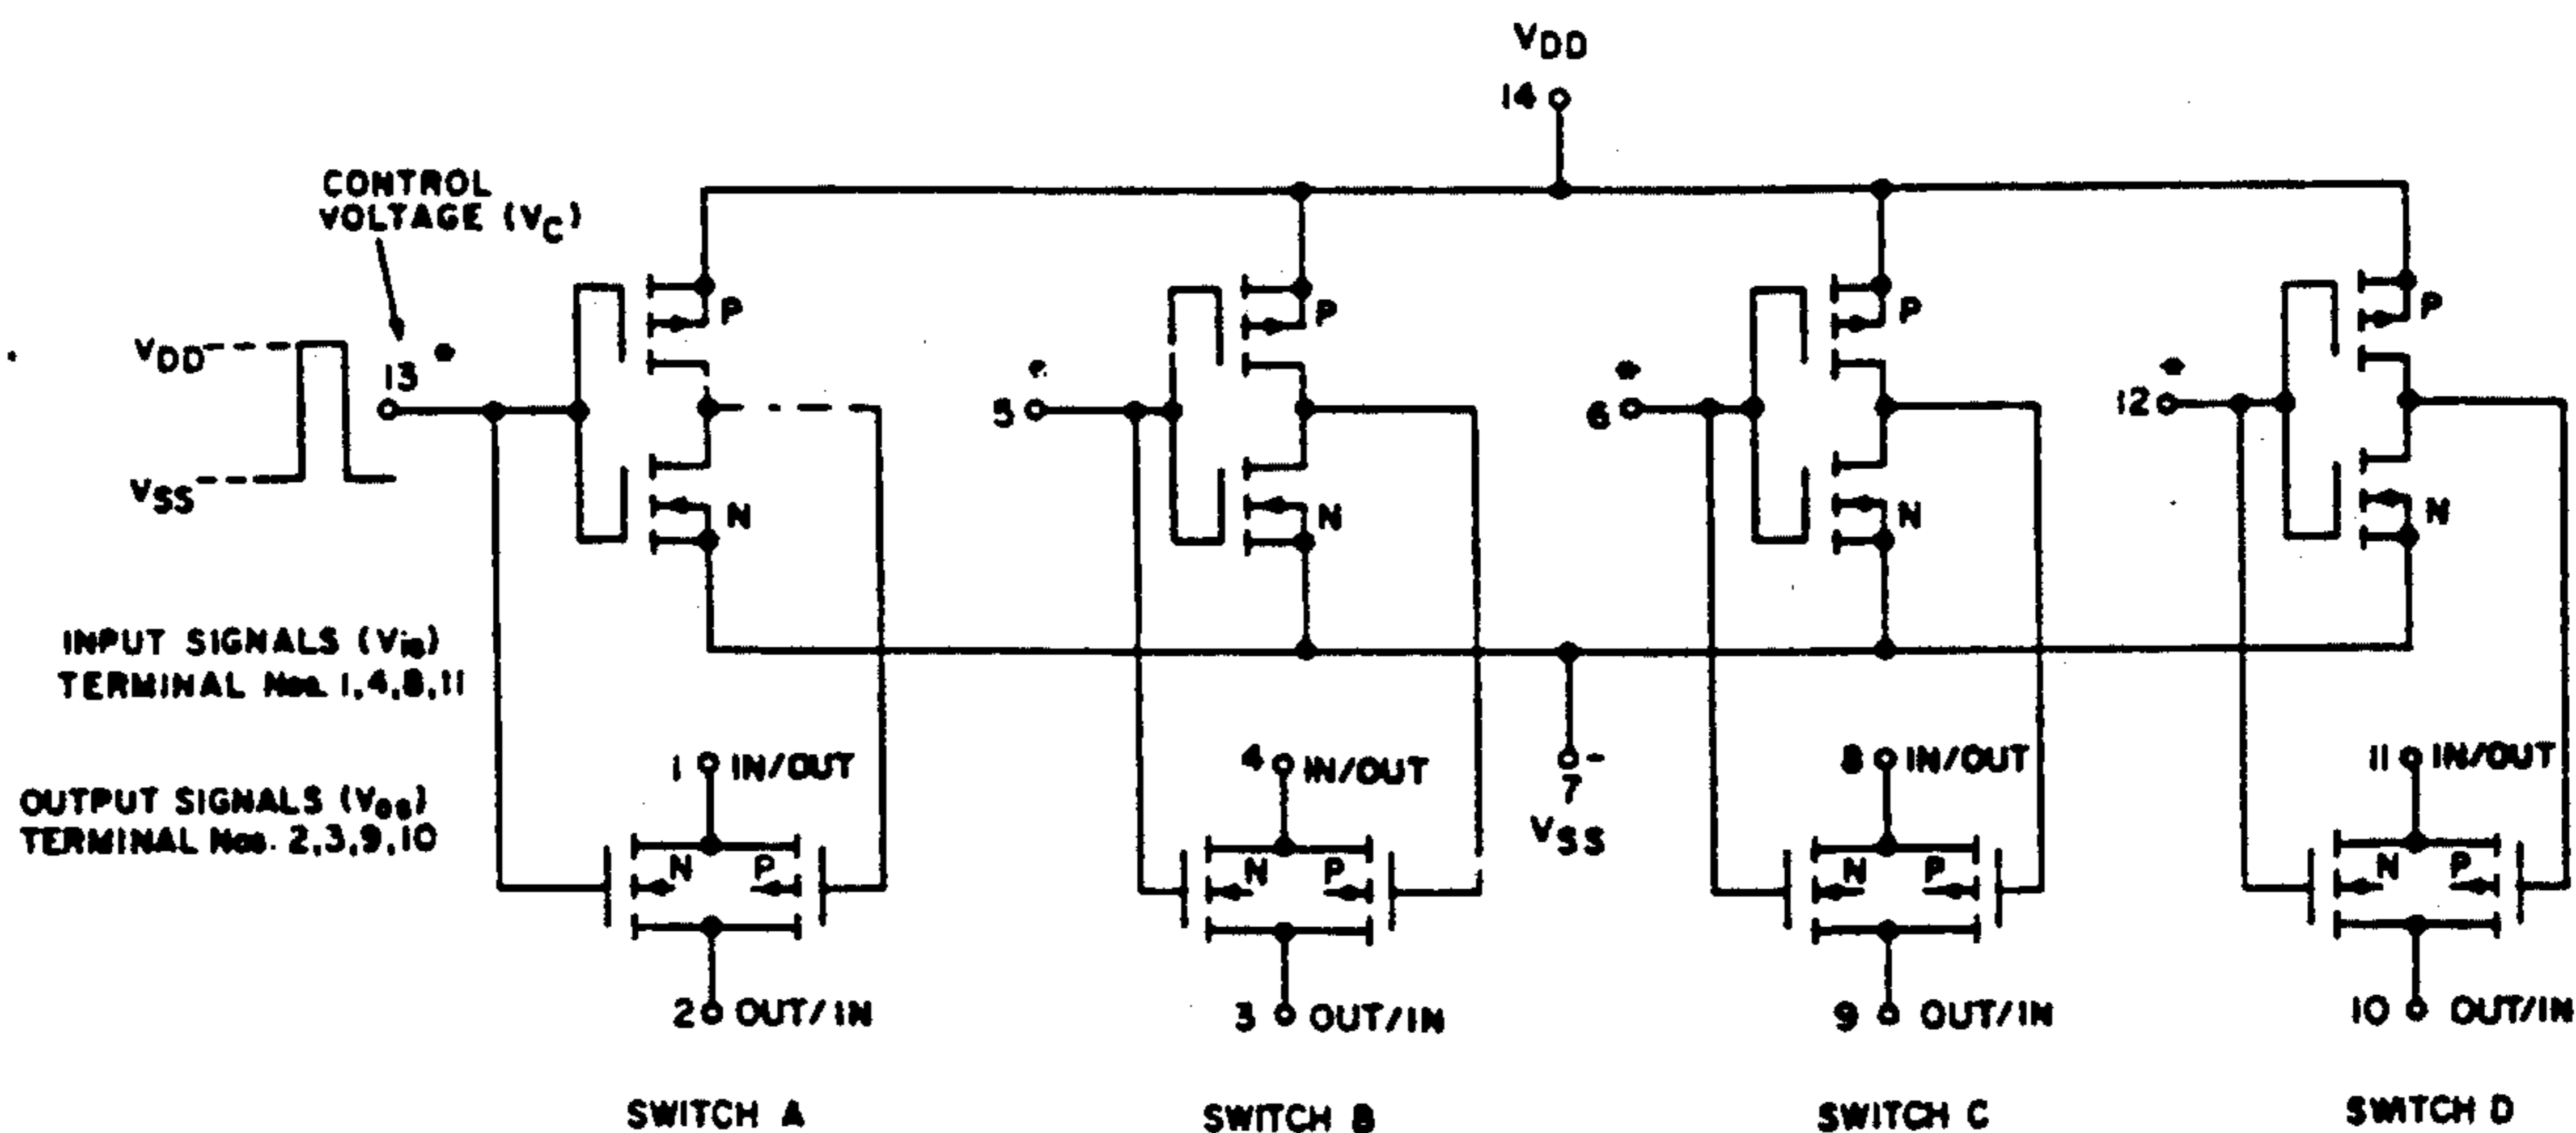 VDD
14
CONTROL
VOLTAGE (VC)
P
P
P
P
VDD
13 *
5 *
6 *
12 *
VSS
N
N
N
N
INPUT SIGNALS (Vis)
TERMINAL Nos. 1,4,8,11
1 IN/OUT
4 IN/OUT
7
VSS
8 IN/OUT
11 IN/OUT
OUTPUT SIGNALS (Vos)
TERMINAL Nos. 2,3,9,10
N P
N P
N P
N P
2 OUT/IN
3 OUT/IN
9 OUT/IN
10 OUT/IN
SWITCH A
SWITCH B
SWITCH C
SWITCH D